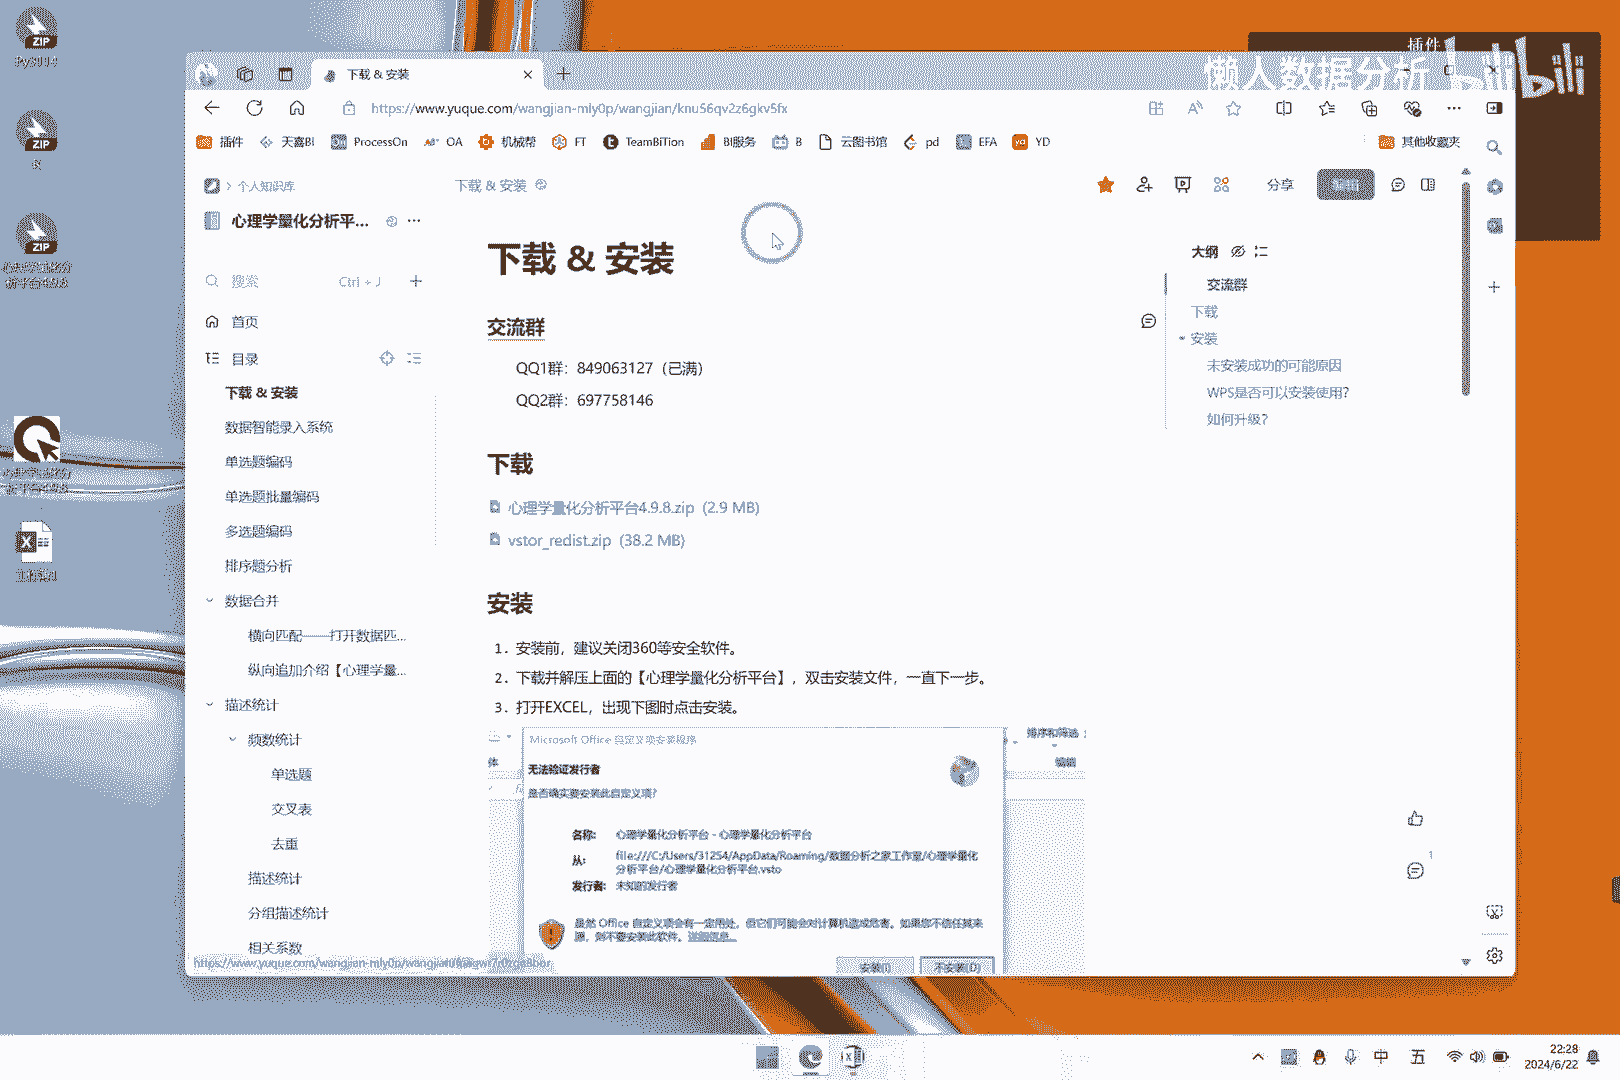 ZIP
ZIP
ZIP
插件
懒人数据分析 bilibili
下载 & 安装
https://www.yuque.com/wangjian-mly0p/wangjian/knu56qv2z6gkv5fx
插件
天喜BI
ProcessOn
OA
机械帮
FT
TeamBiTion
BI服务
B
云图书馆
pd
EFA
YD
其他收藏夹
个人知识库
下载 & 安装
分享
心理学量化分析平...
搜索
Ctrl + J
首页
目录
下载 & 安装
数据智能录入系统
单选题编码
单选题批量编码
多选题编码
排序题分析
数据合并
横向匹配——打开数据匹...
纵向追加介绍【心理学量...
描述统计
频数统计
单选题
交叉表
去重
描述统计
分组描述统计
相关系数
下载 & 安装
交流群
QQ1群：849063127（已满）
QQ2群：697758146
下载
心理学量化分析平台4.9.8.zip (2.9 MB)
vstor_redist.zip (38.2 MB)
安装
1. 安装前，建议关闭360等安全软件。
2. 下载并解压上面的【心理学量化分析平台】，双击安装文件，一直下一步。
3. 打开EXCEL，出现下图时点击安装。
Microsoft Office 自定义项安装程序
无法验证发行者
是否确实要安装此自定义项?
名称: 心理学量化分析平台 - 心理学量化分析平台
从: file:///C:/Users/31254/AppData/Roaming/数据分析之家工作室/心理学量化
分析平台/心理学量化分析平台.vsto
发行者: 未知的发行者
虽然 Office 自定义项会有一定用处，但它们可能会对计算机造成危害。如果您不信任其来
源，则不要安装此软件。详细信息...
安装(I)
不安装(D)
排序和筛选
编辑
大纲
交流群
下载
安装
未安装成功的可能原因
WPS是否可以安装使用?
如何升级?
1
中
五
22:28
2024/6/22